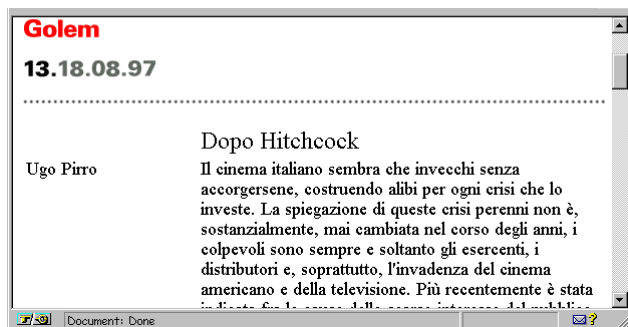 Golem
13.18.08.97
Dopo Hitchcock
Ugo Pirro
Il cinema italiano sembra che invecchi senza
accorgersene, costruendo alibi per ogni crisi che lo
investe. La spiegazione di queste crisi perenni non è,
sostanzialmente, mai cambiata nel corso degli anni, i
colpevoli sono sempre e soltanto gli esercenti, i
distributori e, soprattutto, l'invadenza del cinema
americano e della televisione. Più recentemente è stata
Document: Done